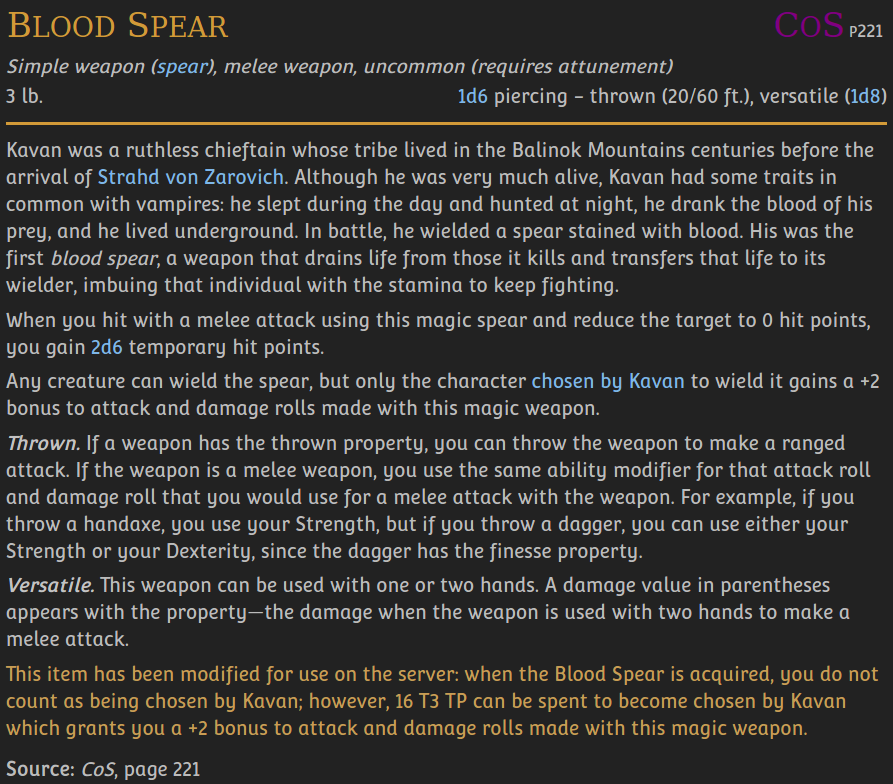 BLOOD SPEAR
CoS P221
Simple weapon (spear), melee weapon, uncommon (requires attunement)
3 lb.
1d6 piercing – thrown (20/60 ft.), versatile (1d8)
Kavan was a ruthless chieftain whose tribe lived in the Balinok Mountains centuries before the
arrival of Strahd von Zarovich. Although he was very much alive, Kavan had some traits in
common with vampires: he slept during the day and hunted at night, he drank the blood of his
prey, and he lived underground. In battle, he wielded a spear stained with blood. His was the
first blood spear, a weapon that drains life from those it kills and transfers that life to its
wielder, imbuing that individual with the stamina to keep fighting.
When you hit with a melee attack using this magic spear and reduce the target to 0 hit points,
you gain 2d6 temporary hit points.
Any creature can wield the spear, but only the character chosen by Kavan to wield it gains a +2
bonus to attack and damage rolls made with this magic weapon.
Thrown. If a weapon has the thrown property, you can throw the weapon to make a ranged
attack. If the weapon is a melee weapon, you use the same ability modifier for that attack roll
and damage roll that you would use for a melee attack with the weapon. For example, if you
throw a handaxe, you use your Strength, but if you throw a dagger, you can use either your
Strength or your Dexterity, since the dagger has the finesse property.
Versatile. This weapon can be used with one or two hands. A damage value in parentheses
appears with the property—the damage when the weapon is used with two hands to make a
melee attack.
This item has been modified for use on the server: when the Blood Spear is acquired, you do not
count as being chosen by Kavan; however, 16 T3 TP can be spent to become chosen by Kavan
which grants you a +2 bonus to attack and damage rolls made with this magic weapon.
Source: CoS, page 221